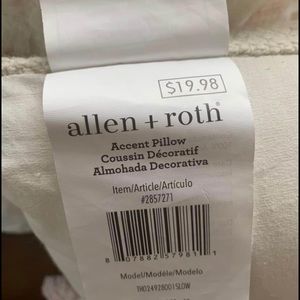 $19.98
allen + roth®
Accent Pillow
Coussin Décoratif
Almohada Decorativa
Item/Article/Artículo
#2857271
Model/Modèle/Modelo